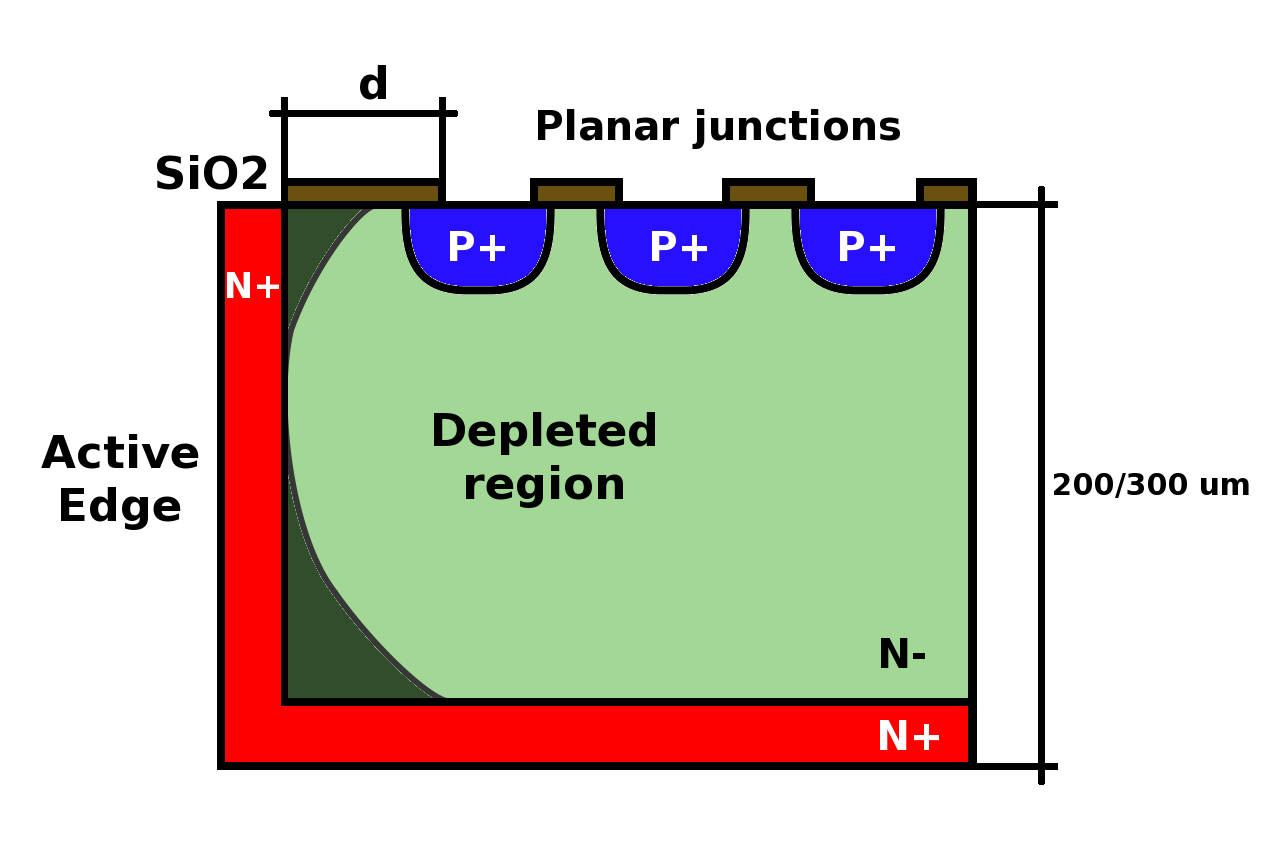 d
Planar junctions
SiO2
P+
P+
P+
N+
Depleted
region
Active
Edge
200/300 um
N-
N+